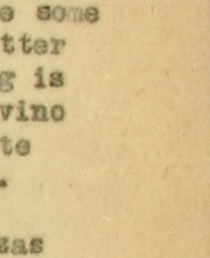 e some
tter
g is
vino
te
.
zas